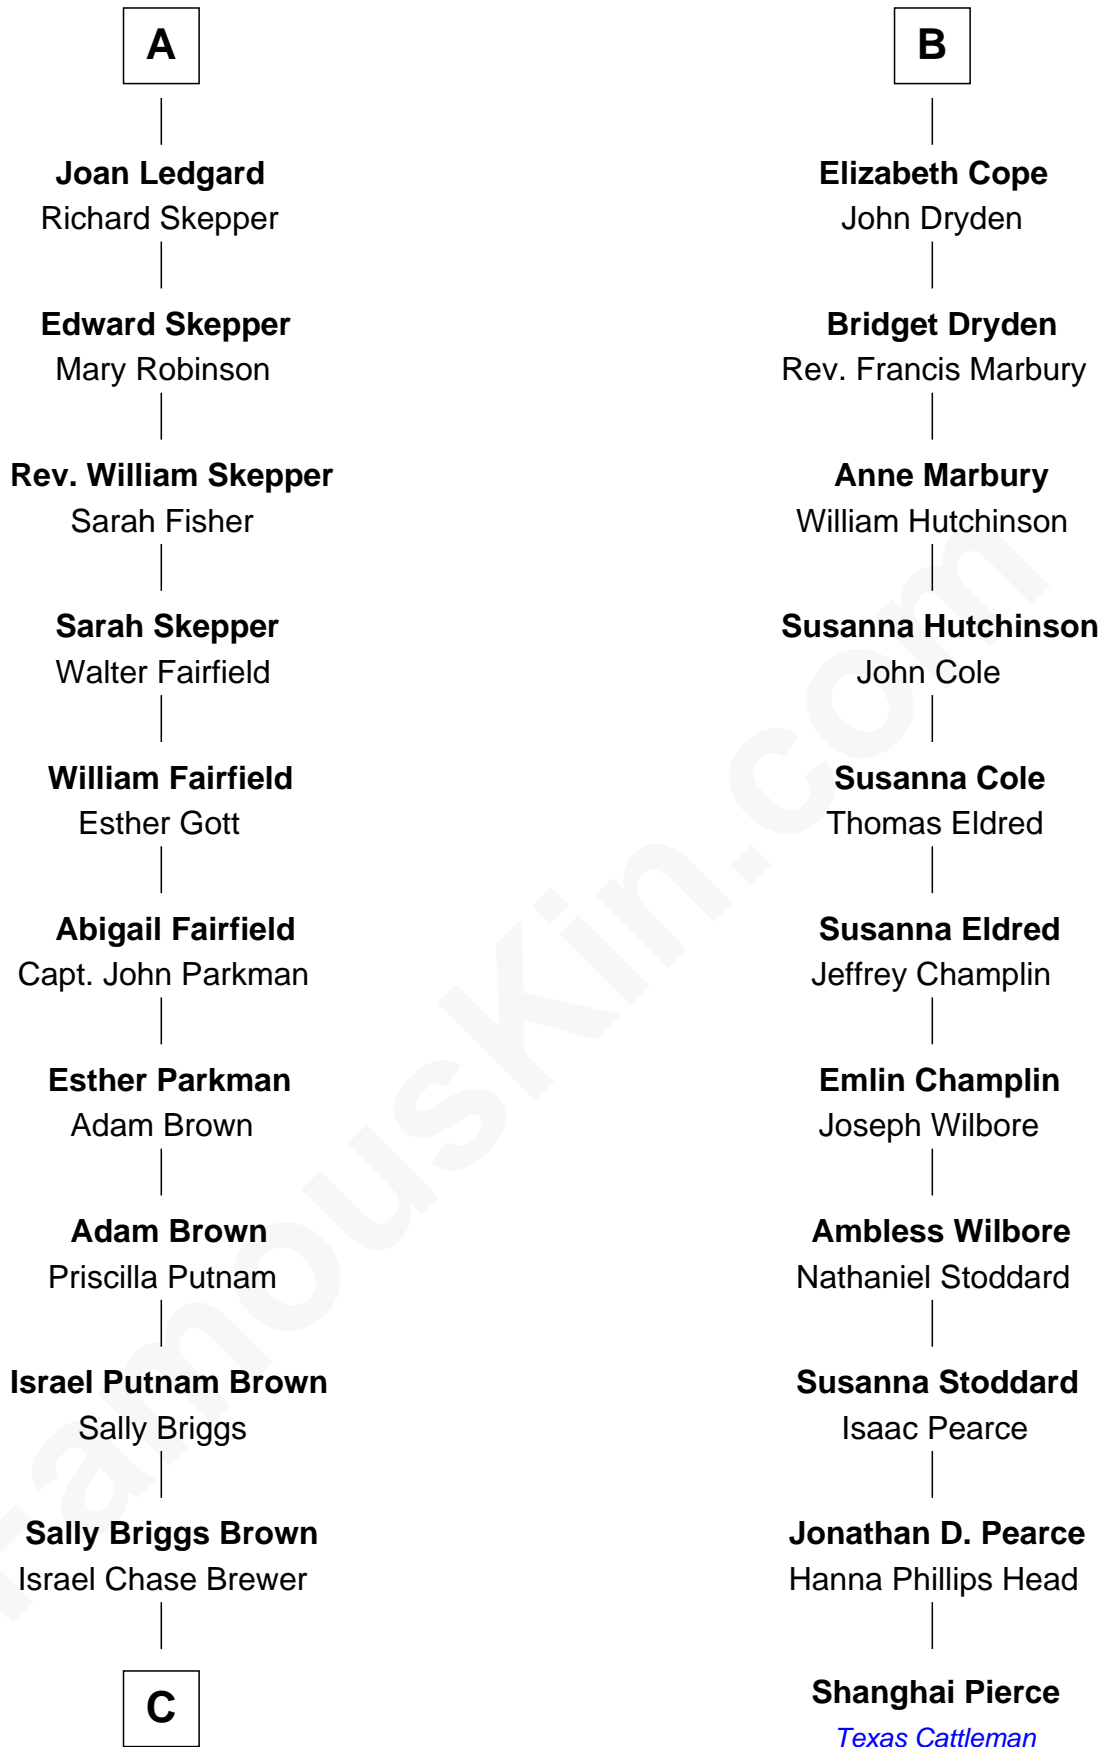 A
Joan Ledgard
Richard Skepper
Edward Skepper
Mary Robinson
Rev. William Skepper
Sarah Fisher
Sarah Skepper
Walter Fairfield
William Fairfield
Esther Gott
Abigail Fairfield
Capt. John Parkman
Esther Parkman
Adam Brown
Adam Brown
Priscilla Putnam
Israel Putnam Brown
Sally Briggs
Sally Briggs Brown
Israel Chase Brewer
C
B
Elizabeth Cope
John Dryden
Bridget Dryden
Rev. Francis Marbury
Anne Marbury
William Hutchinson
Susanna Hutchinson
John Cole
Susanna Cole
Thomas Eldred
Susanna Eldred
Jeffrey Champlin
Emlin Champlin
Joseph Wilbore
Ambless Wilbore
Nathaniel Stoddard
Susanna Stoddard
Isaac Pearce
Jonathan D. Pearce
Hanna Phillips Head
Shanghai Pierce
Texas Cattleman
FamousKin.com